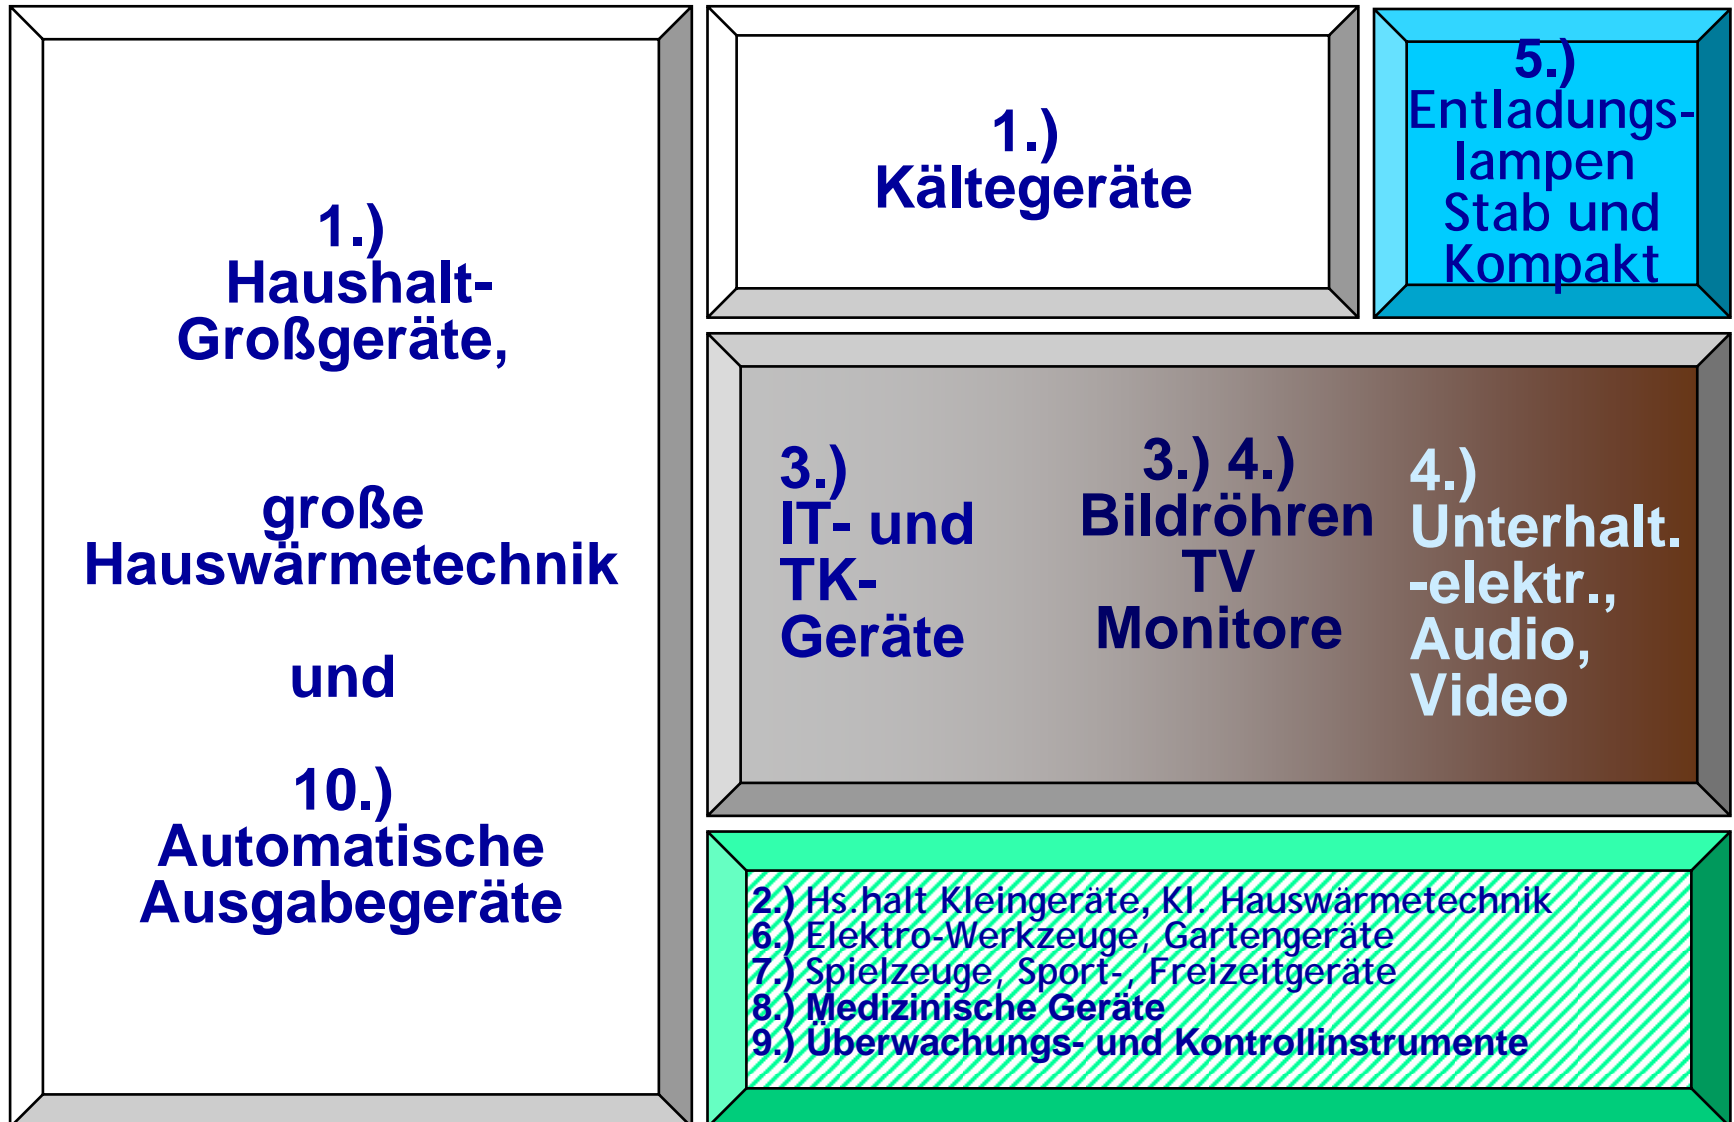 1.)
Haushalt-
Großgeräte,
große
Hauswärmetechnik
und
10.)
Automatische
Ausgabegeräte
1.)
Kältegeräte
5.)
Entladungs-
lampen
Stab und
Kompakt
3.)
IT- und
TK-
Geräte
3.) 4.)
Bildröhren
TV
Monitore
4.)
Unterhalt.
-elektr.,
Audio,
Video
2.) Hs.halt Kleingeräte, Kl. Hauswärmetechnik
6.) Elektro-Werkzeuge, Gartengeräte
7.) Spielzeuge, Sport-, Freizeitgeräte
8.) Medizinische Geräte
9.) Überwachungs- und Kontrollinstrumente